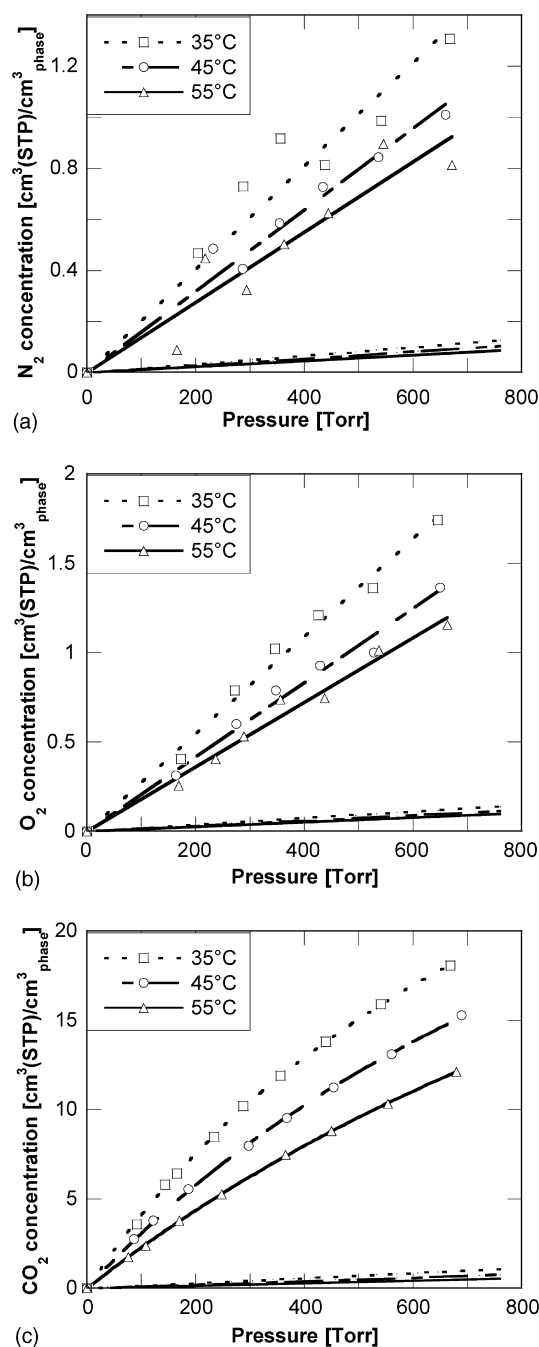 35°C
45°C
55°C
1.2
0.8
0.4
0
N2 concentration [cm3(STP)/cm3phase]
0 200 400 600 800
Pressure [Torr]
(a)
35°C
45°C
55°C
2
1.5
1
0.5
0
O2 concentration [cm3(STP)/cm3phase]
0 200 400 600 800
Pressure [Torr]
(b)
35°C
45°C
55°C
20
15
10
5
0
CO2 concentration [cm3(STP)/cm3phase]
0 200 400 600 800
Pressure [Torr]
(c)